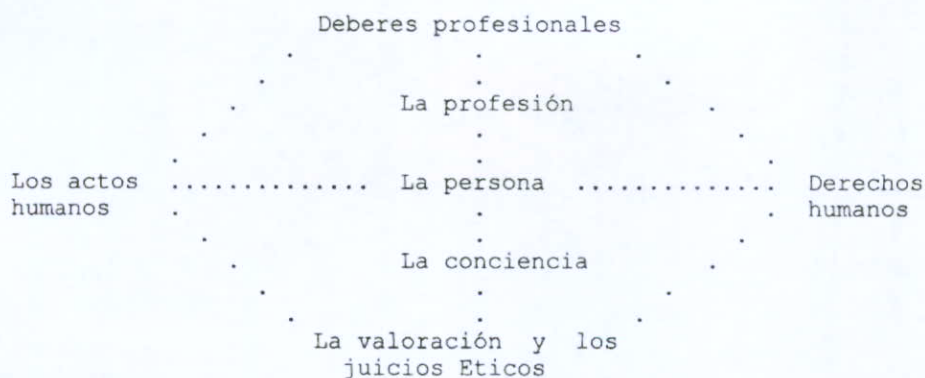 Deberes profesionales
La profesión
Los actos humanos
La persona
Derechos humanos
La conciencia
La valoración y los
juicios Eticos